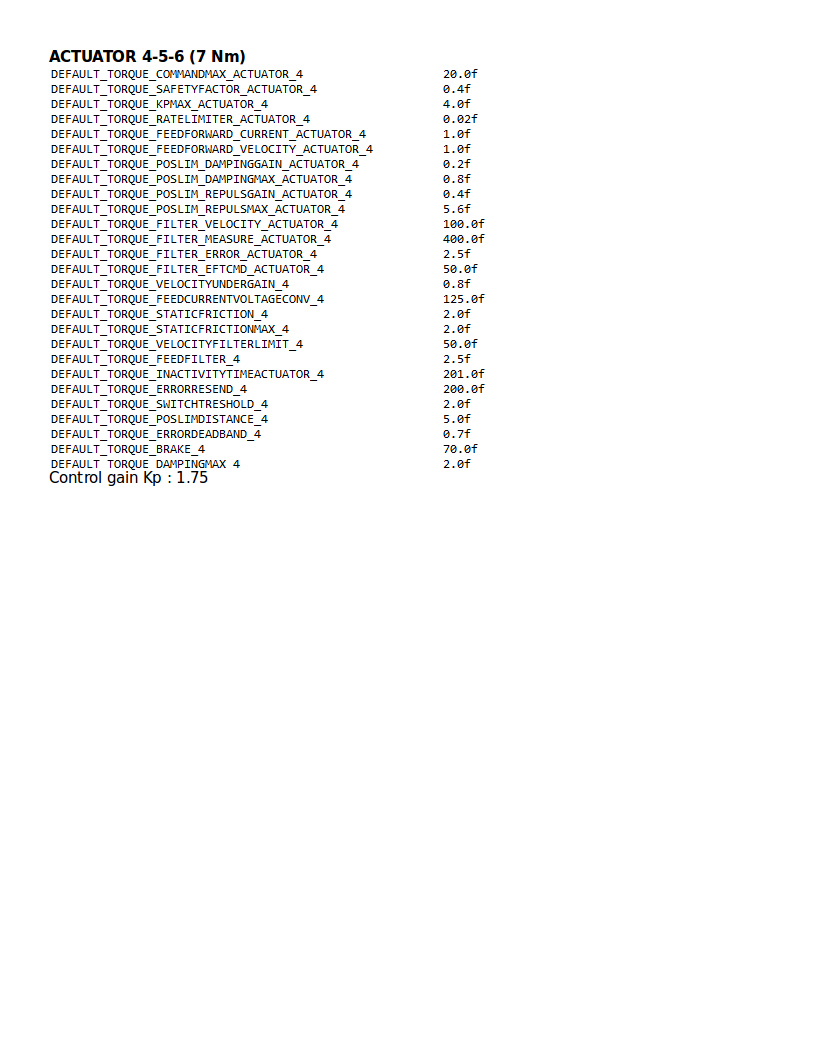 ACTUATOR 4-5-6 (7 Nm)
DEFAULT_TORQUE_COMMANDMAX_ACTUATOR_4 20.0f
DEFAULT_TORQUE_SAFETYFACTOR_ACTUATOR_4 0.4f
DEFAULT_TORQUE_KPMAX_ACTUATOR_4 4.0f
DEFAULT_TORQUE_RATELIMITER_ACTUATOR_4 0.02f
DEFAULT_TORQUE_FEEDFORWARD_CURRENT_ACTUATOR_4 1.0f
DEFAULT_TORQUE_FEEDFORWARD_VELOCITY_ACTUATOR_4 1.0f
DEFAULT_TORQUE_POSLIM_DAMPINGGAIN_ACTUATOR_4 0.2f
DEFAULT_TORQUE_POSLIM_DAMPINGMAX_ACTUATOR_4 0.8f
DEFAULT_TORQUE_POSLIM_REPULSGAIN_ACTUATOR_4 0.4f
DEFAULT_TORQUE_POSLIM_REPULSMAX_ACTUATOR_4 5.6f
DEFAULT_TORQUE_FILTER_VELOCITY_ACTUATOR_4 100.0f
DEFAULT_TORQUE_FILTER_MEASURE_ACTUATOR_4 400.0f
DEFAULT_TORQUE_FILTER_ERROR_ACTUATOR_4 2.5f
DEFAULT_TORQUE_FILTER_EFTCMD_ACTUATOR_4 50.0f
DEFAULT_TORQUE_VELOCITYUNDERGAIN_4 0.8f
DEFAULT_TORQUE_FEEDCURRENTVOLTAGECONV_4 125.0f
DEFAULT_TORQUE_STATICFRICTION_4 2.0f
DEFAULT_TORQUE_STATICFRICTIONMAX_4 2.0f
DEFAULT_TORQUE_VELOCITYFILTERLIMIT_4 50.0f
DEFAULT_TORQUE_FEEDFILTER_4 2.5f
DEFAULT_TORQUE_INACTIVITYTIMEACTUATOR_4 201.0f
DEFAULT_TORQUE_ERRORRESEND_4 200.0f
DEFAULT_TORQUE_SWITCHTRESHOLD_4 2.0f
DEFAULT_TORQUE_POSLIMDISTANCE_4 5.0f
DEFAULT_TORQUE_ERRORDEADBAND_4 0.7f
DEFAULT_TORQUE_BRAKE_4 70.0f
DEFAULT_TORQUE_DAMPINGMAX_4 2.0f
Control gain Kp : 1.75